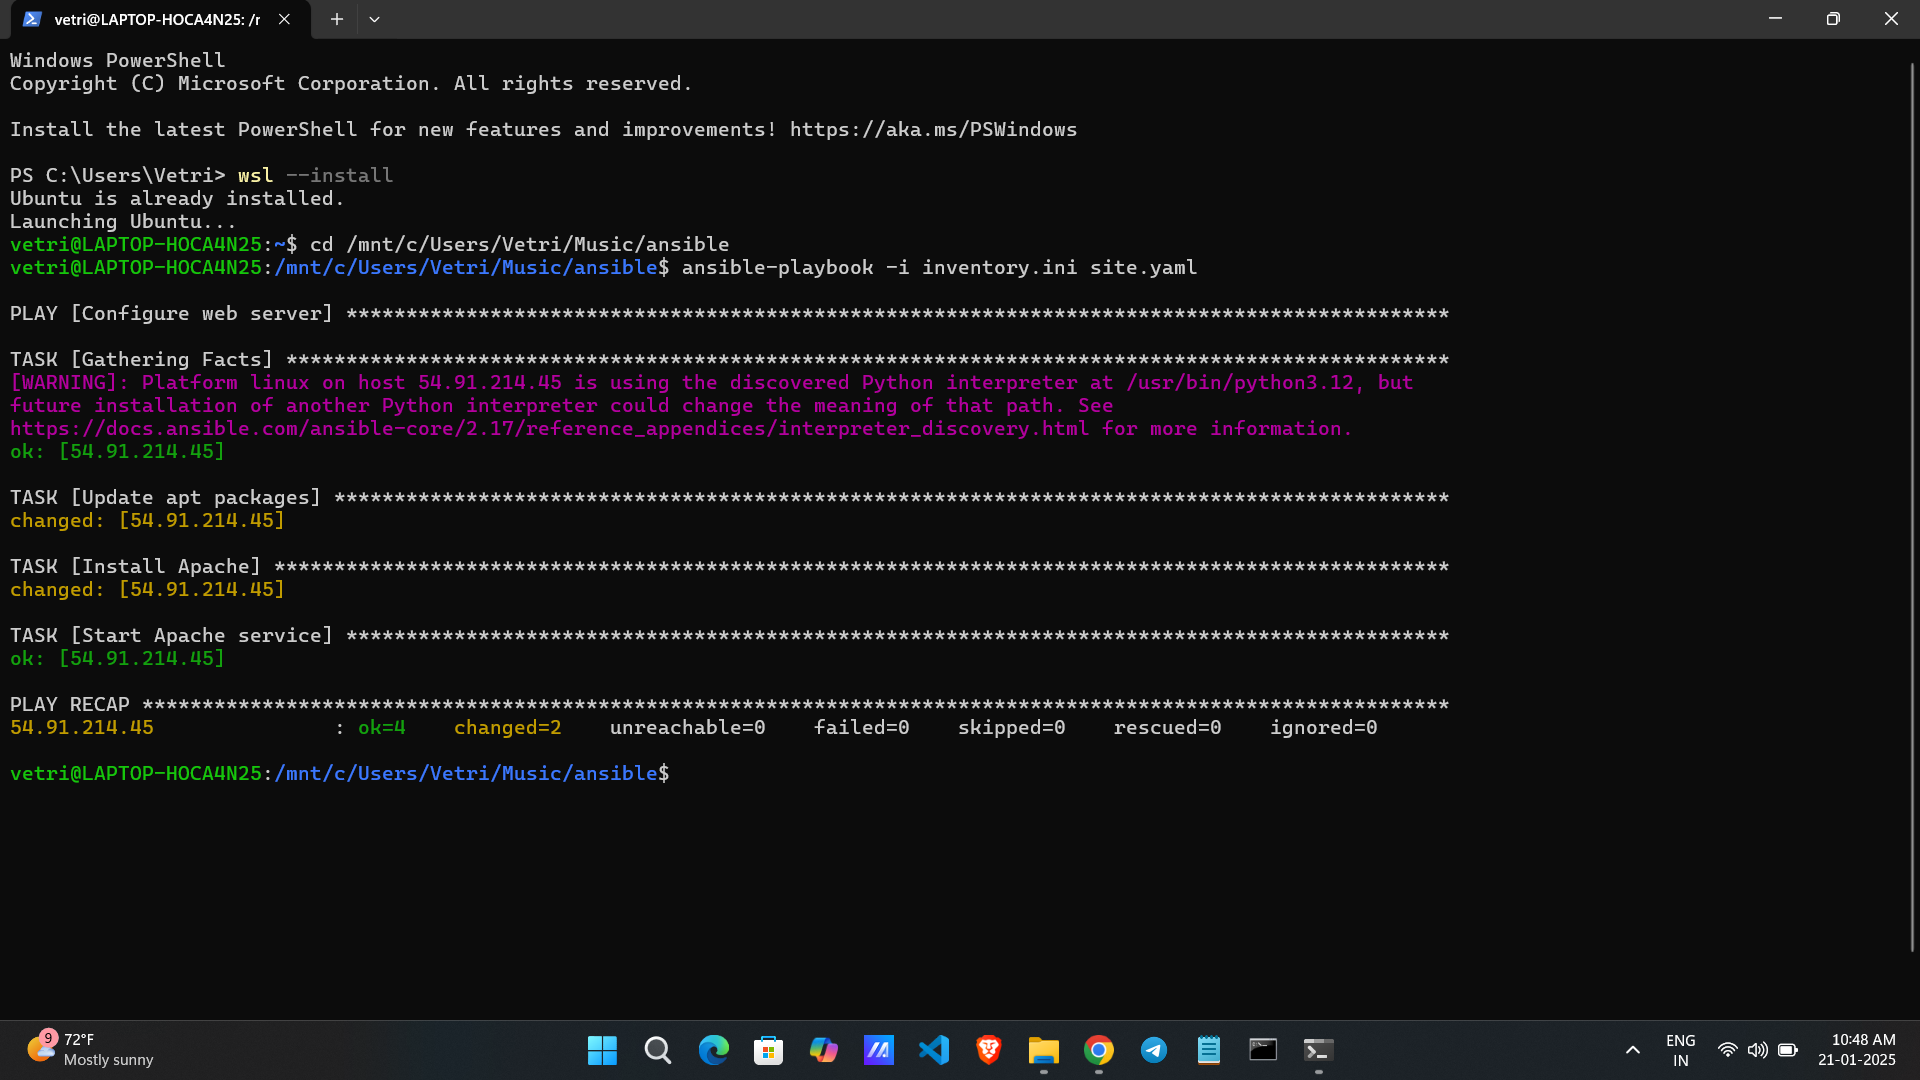 vetri@LAPTOP-HOCA4N25: /r
Windows PowerShell
Copyright (C) Microsoft Corporation. All rights reserved.
Install the latest PowerShell for new features and improvements! https://aka.ms/PSWindows
PS C:\Users\Vetri> wsl --install
Ubuntu is already installed.
Launching Ubuntu...
vetri@LAPTOP-HOCA4N25:~$ cd /mnt/c/Users/Vetri/Music/ansible
vetri@LAPTOP-HOCA4N25:/mnt/c/Users/Vetri/Music/ansible$ ansible-playbook -i inventory.ini site.yaml
PLAY [Configure web server] ********************************************************************************************
TASK [Gathering Facts] *************************************************************************************************
[WARNING]: Platform linux on host 54.91.214.45 is using the discovered Python interpreter at /usr/bin/python3.12, but
future installation of another Python interpreter could change the meaning of that path. See
https://docs.ansible.com/ansible-core/2.17/reference_appendices/interpreter_discovery.html for more information.
ok: [54.91.214.45]
TASK [Update apt packages] *********************************************************************************************
changed: [54.91.214.45]
TASK [Install Apache] **************************************************************************************************
changed: [54.91.214.45]
TASK [Start Apache service] ********************************************************************************************
ok: [54.91.214.45]
PLAY RECAP *************************************************************************************************************
54.91.214.45               : ok=4    changed=2    unreachable=0    failed=0    skipped=0    rescued=0    ignored=0
vetri@LAPTOP-HOCA4N25:/mnt/c/Users/Vetri/Music/ansible$
9
72°F
Mostly sunny
ENG
IN
10:48 AM
21-01-2025